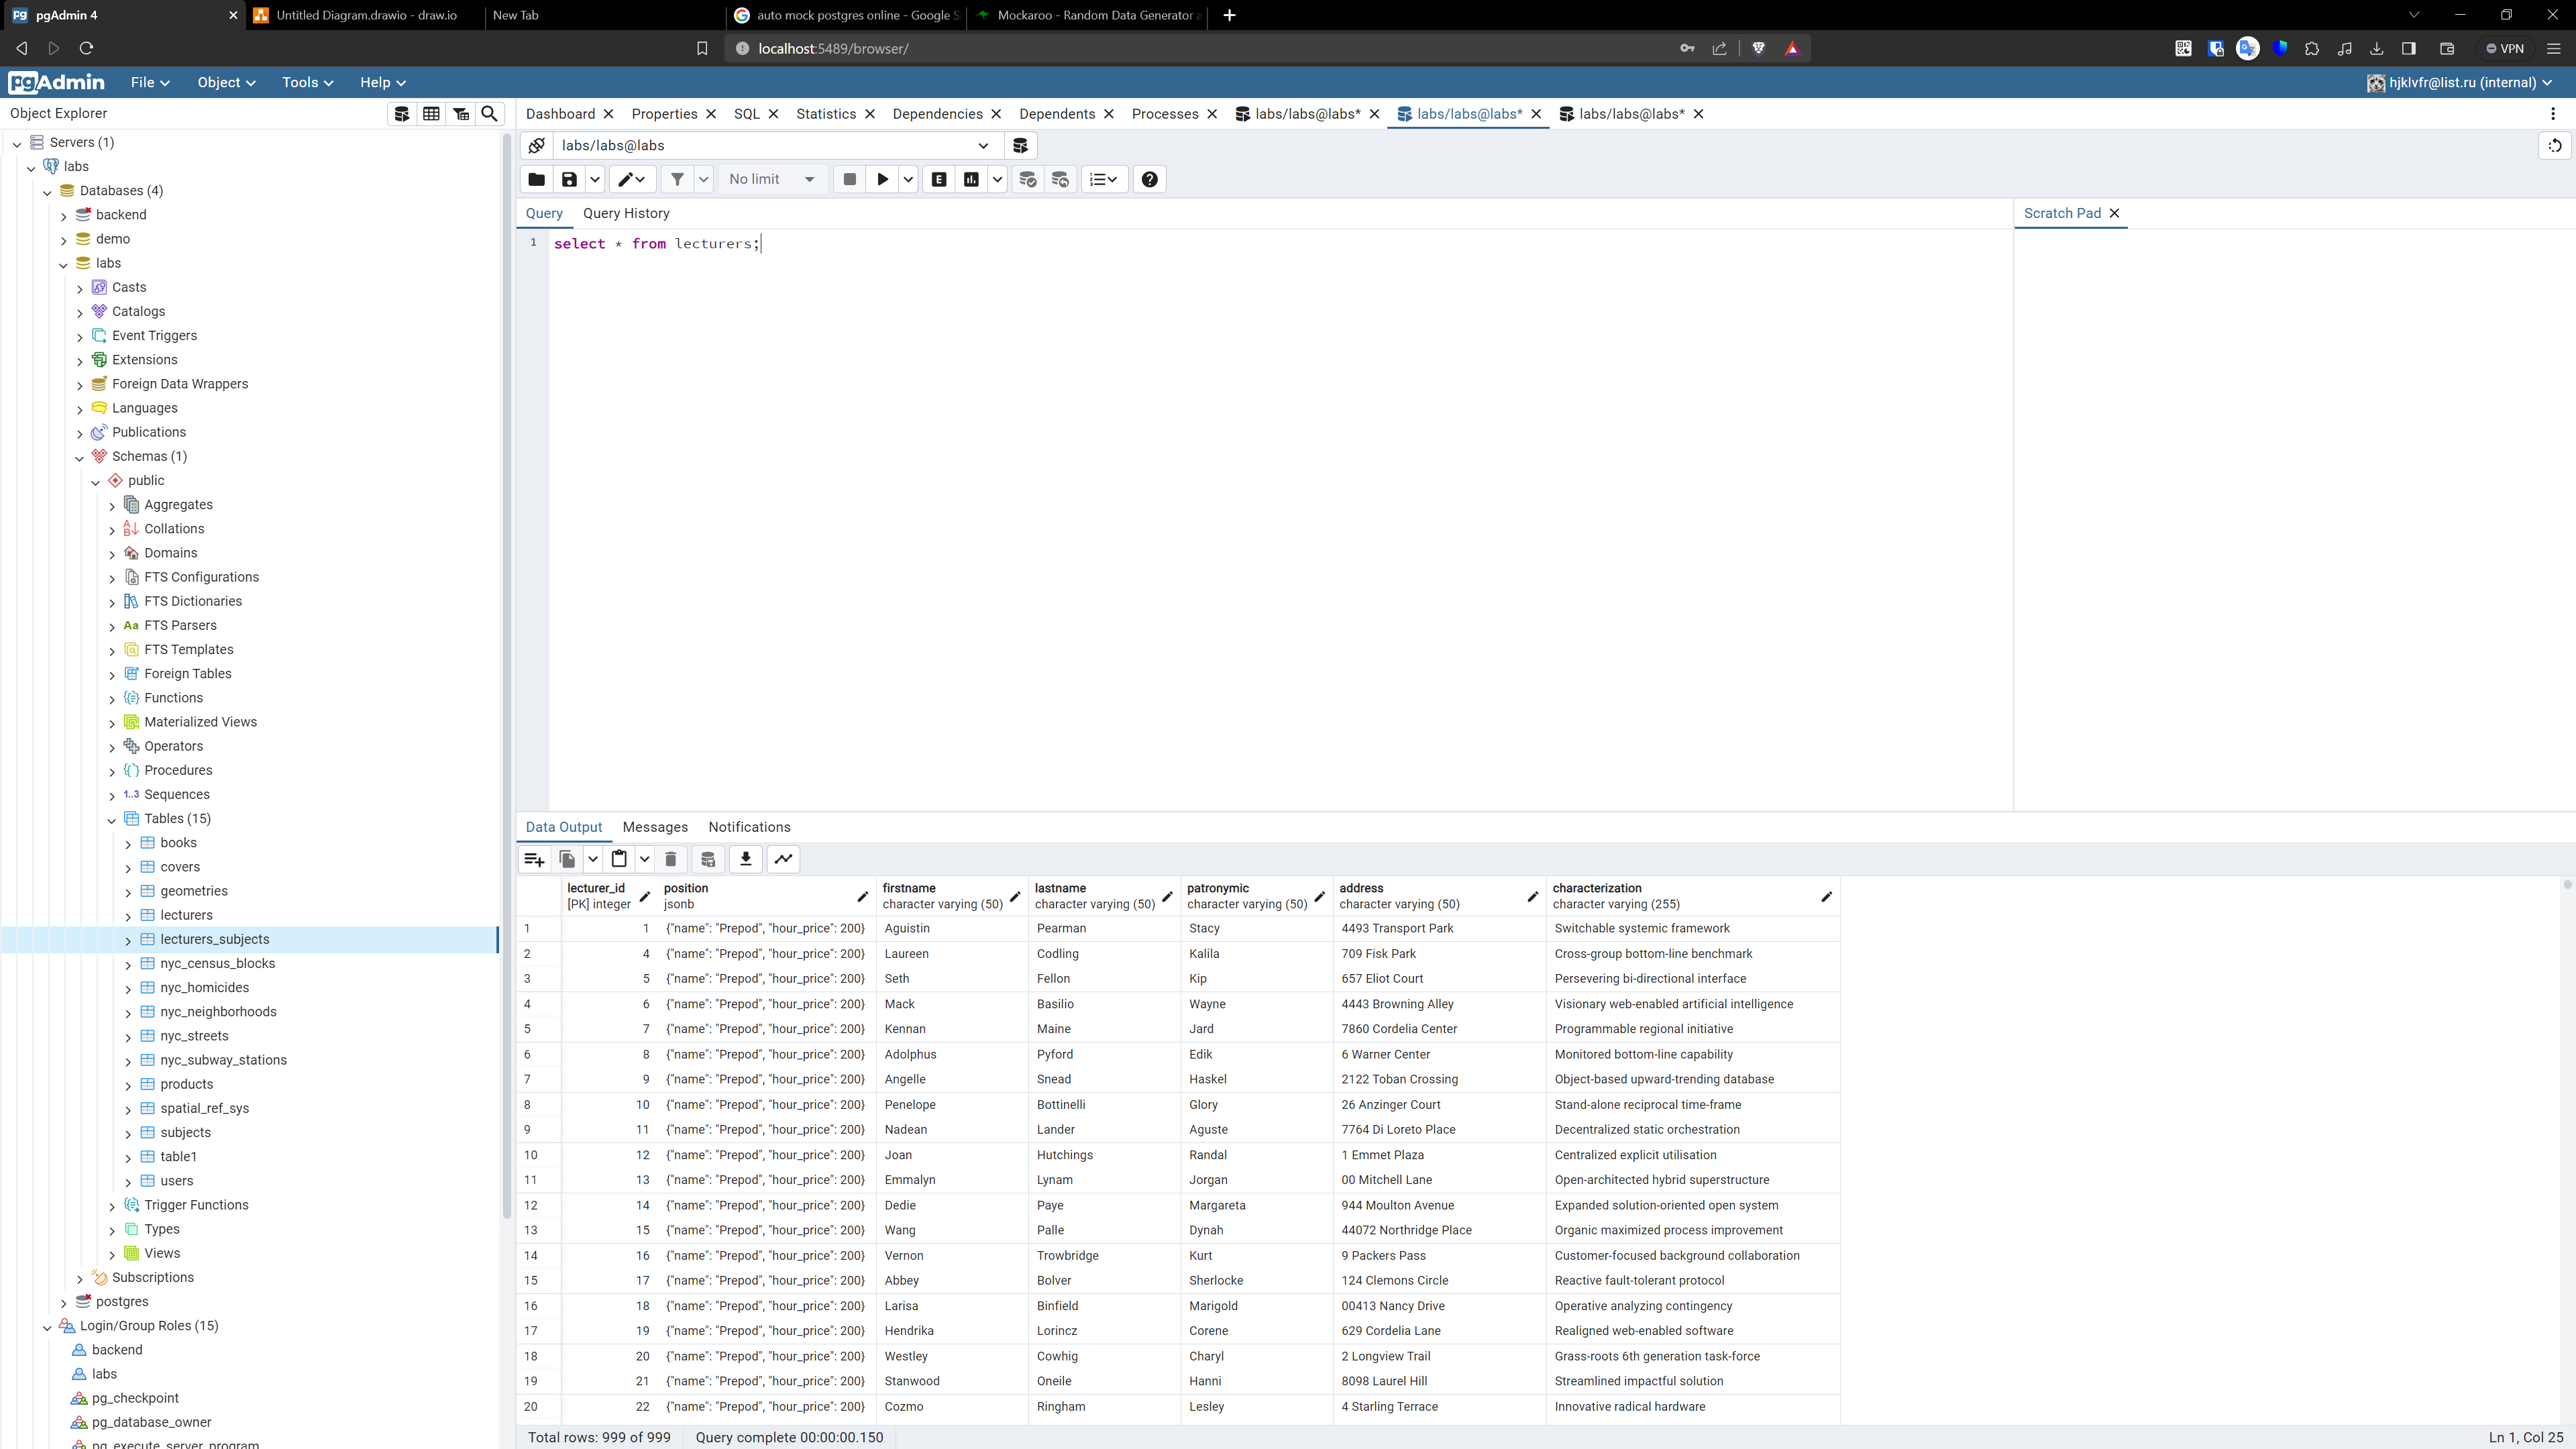 pgAdmin 4
Untitled Diagram.drawio - draw.io
New Tab
auto mock postgres online - Google S
Mockaroo - Random Data Generator a
localhost:5489/browser/
VPN
pgAdmin
File
Object
Tools
Help
hjklvfr@list.ru (internal)
Object Explorer
Dashboard
Properties
SQL
Statistics
Dependencies
Dependents
Processes
labs/labs@labs*
labs/labs@labs*
labs/labs@labs*
Servers (1)
labs
Databases (4)
backend
demo
labs
Casts
Catalogs
Event Triggers
Extensions
Foreign Data Wrappers
Languages
Publications
Schemas (1)
public
Aggregates
Collations
Domains
FTS Configurations
FTS Dictionaries
Aa FTS Parsers
FTS Templates
Foreign Tables
Functions
Materialized Views
Operators
Procedures
1..3 Sequences
Tables (15)
books
covers
geometries
lecturers
lecturers_subjects
nyc_census_blocks
nyc_homicides
nyc_neighborhoods
nyc_streets
nyc_subway_stations
products
spatial_ref_sys
subjects
table1
users
Trigger Functions
Types
Views
Subscriptions
postgres
Login/Group Roles (15)
backend
labs
pg_checkpoint
pg_database_owner
pg_execute_server_program
labs/labs@labs
No limit
E
Query
Query History
Scratch Pad
1 select * from lecturers;
Data Output
Messages
Notifications
lecturer_id
[PK] integer
position
jsonb
firstname
character varying (50)
lastname
character varying (50)
patronymic
character varying (50)
address
character varying (50)
characterization
character varying (255)
1 1 {"name": "Prepod", "hour_price": 200} Aguistin Pearman Stacy 4493 Transport Park Switchable systemic framework
2 4 {"name": "Prepod", "hour_price": 200} Laureen Codling Kalila 709 Fisk Park Cross-group bottom-line benchmark
3 5 {"name": "Prepod", "hour_price": 200} Seth Fellon Kip 657 Eliot Court Persevering bi-directional interface
4 6 {"name": "Prepod", "hour_price": 200} Mack Basilio Wayne 4443 Browning Alley Visionary web-enabled artificial intelligence
5 7 {"name": "Prepod", "hour_price": 200} Kennan Maine Jard 7860 Cordelia Center Programmable regional initiative
6 8 {"name": "Prepod", "hour_price": 200} Adolphus Pyford Edik 6 Warner Center Monitored bottom-line capability
7 9 {"name": "Prepod", "hour_price": 200} Angelle Snead Haskel 2122 Toban Crossing Object-based upward-trending database
8 10 {"name": "Prepod", "hour_price": 200} Penelope Bottinelli Glory 26 Anzinger Court Stand-alone reciprocal time-frame
9 11 {"name": "Prepod", "hour_price": 200} Nadean Lander Aguste 7764 Di Loreto Place Decentralized static orchestration
10 12 {"name": "Prepod", "hour_price": 200} Joan Hutchings Randal 1 Emmet Plaza Centralized explicit utilisation
11 13 {"name": "Prepod", "hour_price": 200} Emmalyn Lynam Jorgan 00 Mitchell Lane Open-architected hybrid superstructure
12 14 {"name": "Prepod", "hour_price": 200} Dedie Paye Margareta 944 Moulton Avenue Expanded solution-oriented open system
13 15 {"name": "Prepod", "hour_price": 200} Wang Palle Dynah 44072 Northridge Place Organic maximized process improvement
14 16 {"name": "Prepod", "hour_price": 200} Vernon Trowbridge Kurt 9 Packers Pass Customer-focused background collaboration
15 17 {"name": "Prepod", "hour_price": 200} Abbey Bolver Sherlocke 124 Clemons Circle Reactive fault-tolerant protocol
16 18 {"name": "Prepod", "hour_price": 200} Larisa Binfield Marigold 00413 Nancy Drive Operative analyzing contingency
17 19 {"name": "Prepod", "hour_price": 200} Hendrika Lorincz Corene 629 Cordelia Lane Realigned web-enabled software
18 20 {"name": "Prepod", "hour_price": 200} Westley Cowhig Charyl 2 Longview Trail Grass-roots 6th generation task-force
19 21 {"name": "Prepod", "hour_price": 200} Stanwood Oneile Hanni 8098 Laurel Hill Streamlined impactful solution
20 22 {"name": "Prepod", "hour_price": 200} Cozmo Ringham Lesley 4 Starling Terrace Innovative radical hardware
Total rows: 999 of 999
Query complete 00:00:00.150
Ln 1, Col 25